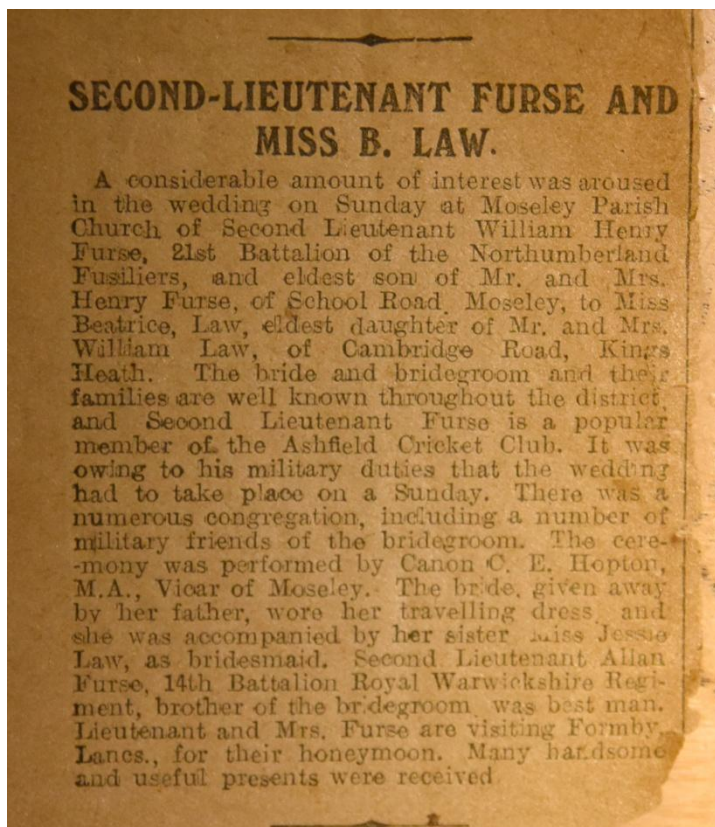 SECOND-LIEUTENANT FURSE AND
MISS B. LAW.
A considerable amount of interest was aroused
in the wedding on Sunday at Moseley Parish
Church of Second Lieutenant William Henry
Furse, 21st Battalion of the Northumberland
Fusiliers, and eldest son of Mr. and Mrs.
Henry Furse, of School Road, Moseley, to Miss
Beatrice, Law, eldest daughter of Mr. and Mrs.
William Law, of Cambridge Road, Kings
Heath. The bride and bridegroom and their
families are well known throughout the district,
and Second Lieutenant Furse is a popular
member of the Ashfield Cricket Club. It was
owing to his military duties that the wedding
had to take place on a Sunday. There was a
numerous congregation, including a number of
military friends of the bridegroom. The cere-
-mony was performed by Canon C. E. Hopton,
M.A., Vicar of Moseley. The bride, given away
by her father, wore her travelling dress, and
she was accompanied by her sister Miss Jessie
Law, as bridesmaid. Second Lieutenant Allan
Furse, 14th Battalion Royal Warwickshire Regi-
ment, brother of the bridegroom, was best man.
Lieutenant and Mrs. Furse are visiting Formby,
Lancs., for their honeymoon. Many handsome
and useful presents were received